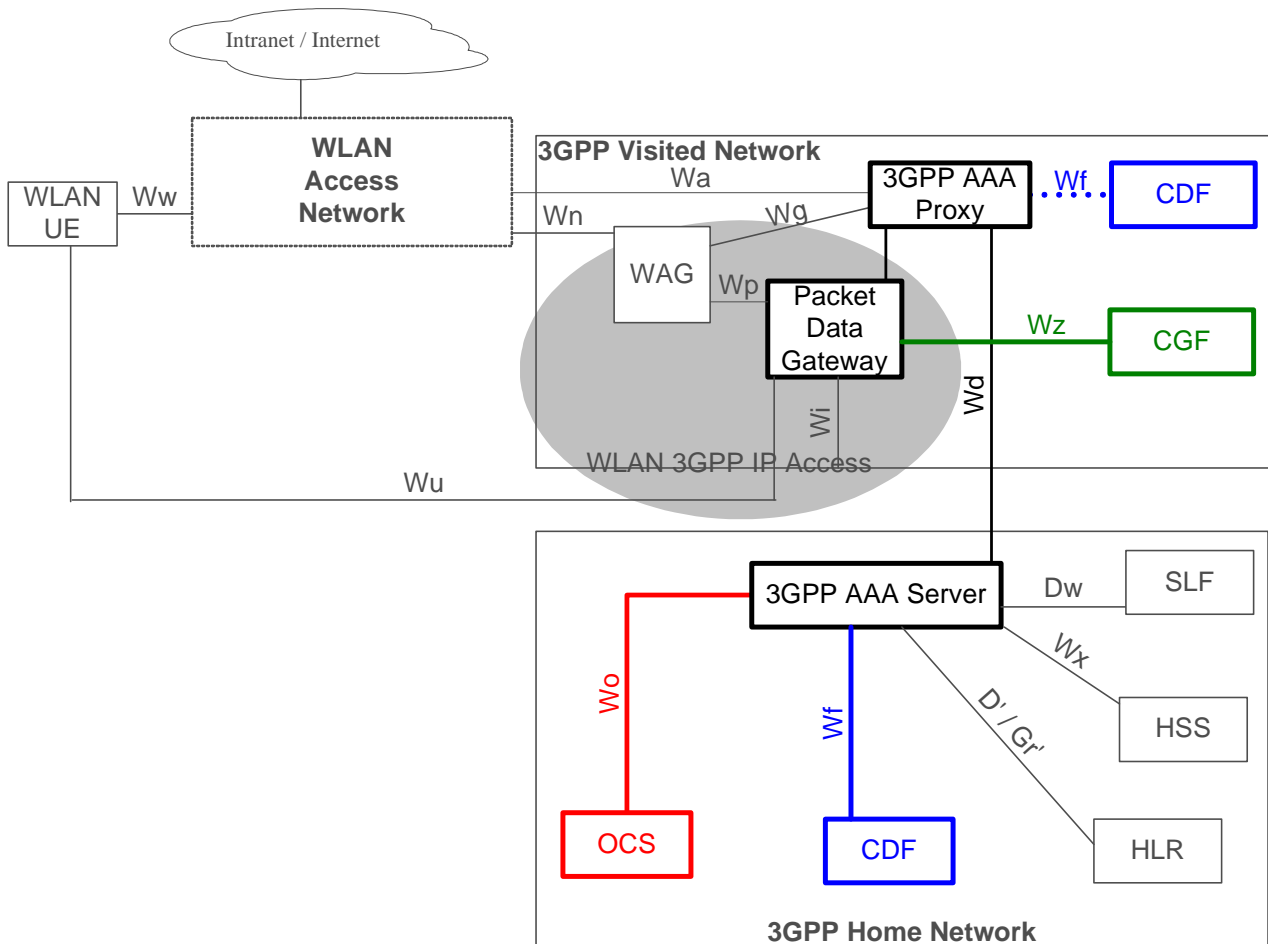 Intranet / Internet
WLAN
Access
Network
3GPP Visited Network
WLAN
UE
Ww
Wa
Wn
Wg
3GPP AAA
Proxy
Wf
CDF
WAG
Wp
Packet
Data
Gateway
Wz
CGF
Wi
Wd
WLAN 3GPP IP Access
Wu
3GPP AAA Server
Dw
SLF
Wx
HSS
Wo
Wf
D' / Gr'
OCS
CDF
HLR
3GPP Home Network